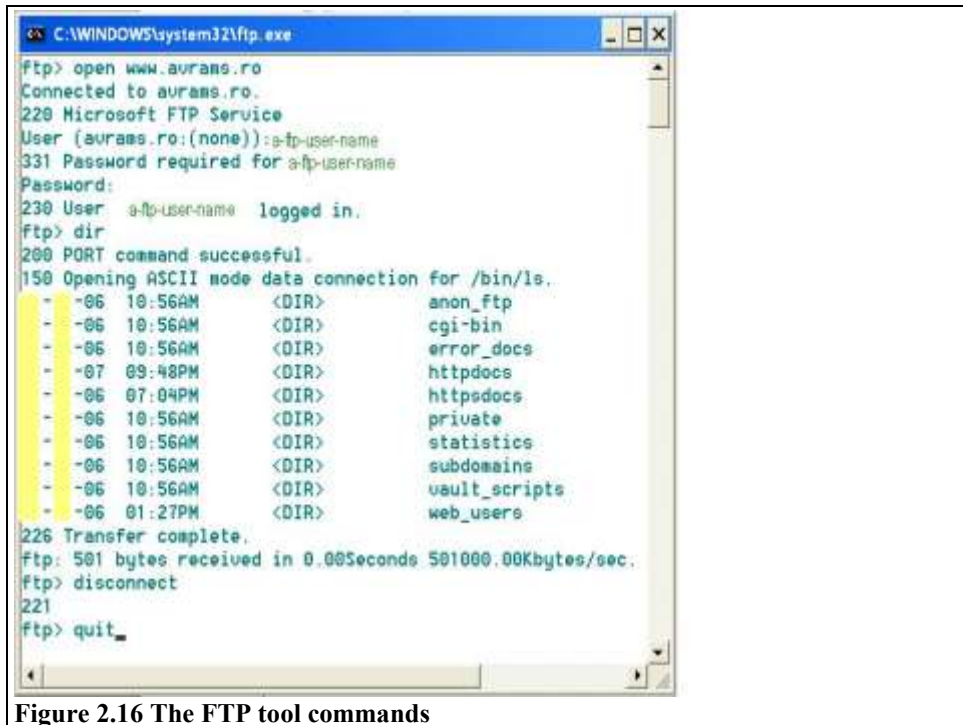 C:\WINDOWS\system32\ftp.exe
ftp> open www.avrams.ro
Connected to avrams.ro.
220 Microsoft FTP Service
User (avrams.ro:(none)):a-ftp-user-name
331 Password required for a-ftp-user-name
Password:
230 User a-ftp-user-name logged in.
ftp> dir
200 PORT command successful.
150 Opening ASCII mode data connection for /bin/ls.
- -06 10:56AM <DIR> anon_ftp
- -06 10:56AM <DIR> cgi-bin
- -06 10:56AM <DIR> error_docs
- -07 09:48PM <DIR> httpdocs
- -06 07:04PM <DIR> httpsdocs
- -06 10:56AM <DIR> private
- -06 10:56AM <DIR> statistics
- -06 10:56AM <DIR> subdomains
- -06 10:56AM <DIR> vault_scripts
- -06 01:27PM <DIR> web_users
226 Transfer complete.
ftp: 501 bytes received in 0.00Seconds 501000.00Kbytes/sec.
ftp> disconnect
221
ftp> quit_
Figure 2.16 The FTP tool commands